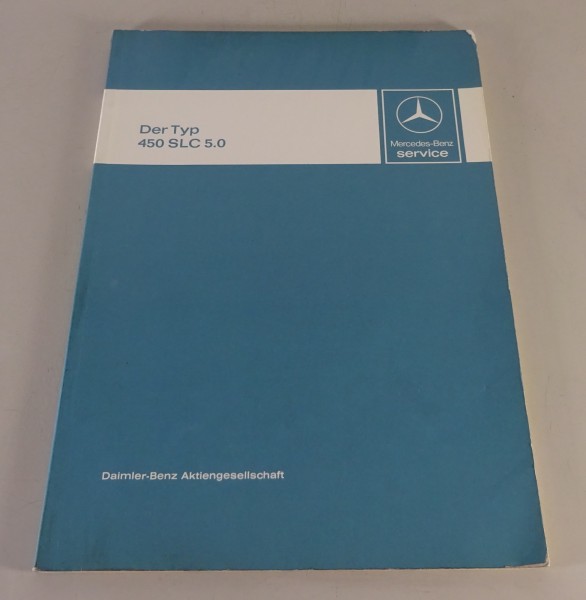 Der Typ
450 SLC 5.0
Mercedes-Benz
service
Daimler-Benz Aktiengesellschaft